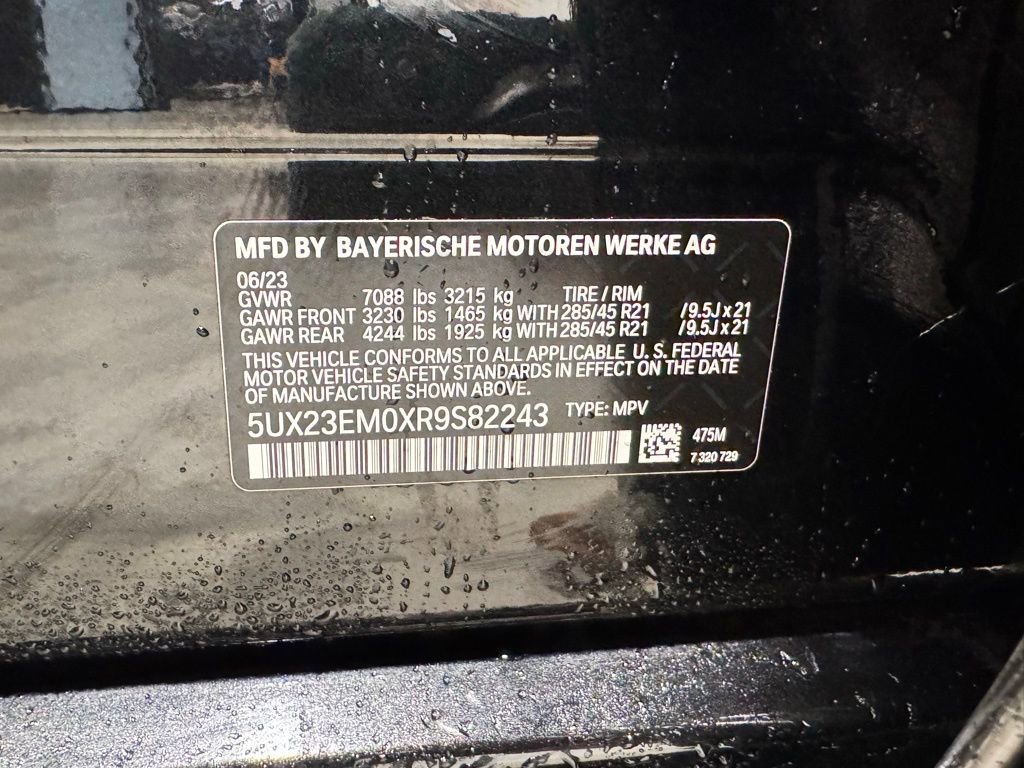 MFD BY BAYERISCHE MOTOREN WERKE AG
06/23
GVWR 7088 lbs 3215 kg TIRE / RIM
GAWR FRONT 3230 lbs 1465 kg WITH 285/45 R21 /9.5J x 21
GAWR REAR 4244 lbs 1925 kg WITH 285/45 R21 /9.5J x 21
THIS VEHICLE CONFORMS TO ALL APPLICABLE U. S. FEDERAL
MOTOR VEHICLE SAFETY STANDARDS IN EFFECT ON THE DATE
OF MANUFACTURE SHOWN ABOVE.
5UX23EM0XR9S82243 TYPE: MPV
475M
7 320 729